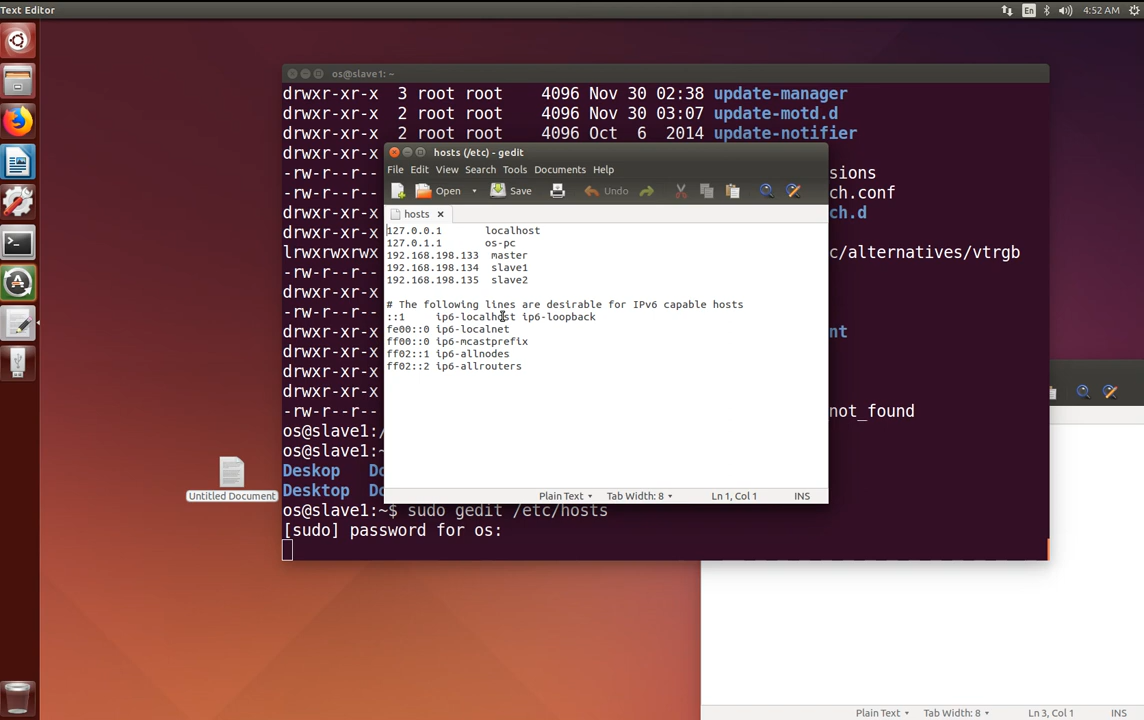 Text Editor
En
4:52 AM
os@slave1: ~
drwxr-xr-x  3 root root    4096 Nov 30 02:38 update-manager
drwxr-xr-x  2 root root    4096 Nov 30 03:07 update-motd.d
drwxr-xr-x  2 root root    4096 Oct  6  2014 update-notifier
drwxr-xr-x
-rw-r--r-- sions
-rw-r--r-- ch.conf
drwxr-xr-x ch.d
drwxr-xr-x
lrwxrwxrwx c/alternatives/vtrgb
-rw-r--r--
drwxr-xr-x
-rw-r--r--
drwxr-xr-x nt
drwxr-xr-x
drwxr-xr-x
drwxr-xr-x
-rw-r--r-- not_found
os@slave1:/
os@slave1:~
Deskop Do
Desktop Do
os@slave1:~$ sudo gedit /etc/hosts
[sudo] password for os:
hosts (/etc) - gedit
File Edit View Search Tools Documents Help
Open Save Undo
hosts
127.0.0.1       localhost
127.0.1.1       os-pc
192.168.198.133  master
192.168.198.134  slave1
192.168.198.135  slave2
# The following lines are desirable for IPv6 capable hosts
::1     ip6-localhost ip6-loopback
fe00::0 ip6-localnet
ff00::0 ip6-mcastprefix
ff02::1 ip6-allnodes
ff02::2 ip6-allrouters
Plain Text Tab Width: 8 Ln 1, Col 1 INS
Untitled Document
Plain Text Tab Width: 8 Ln 3, Col 1 INS